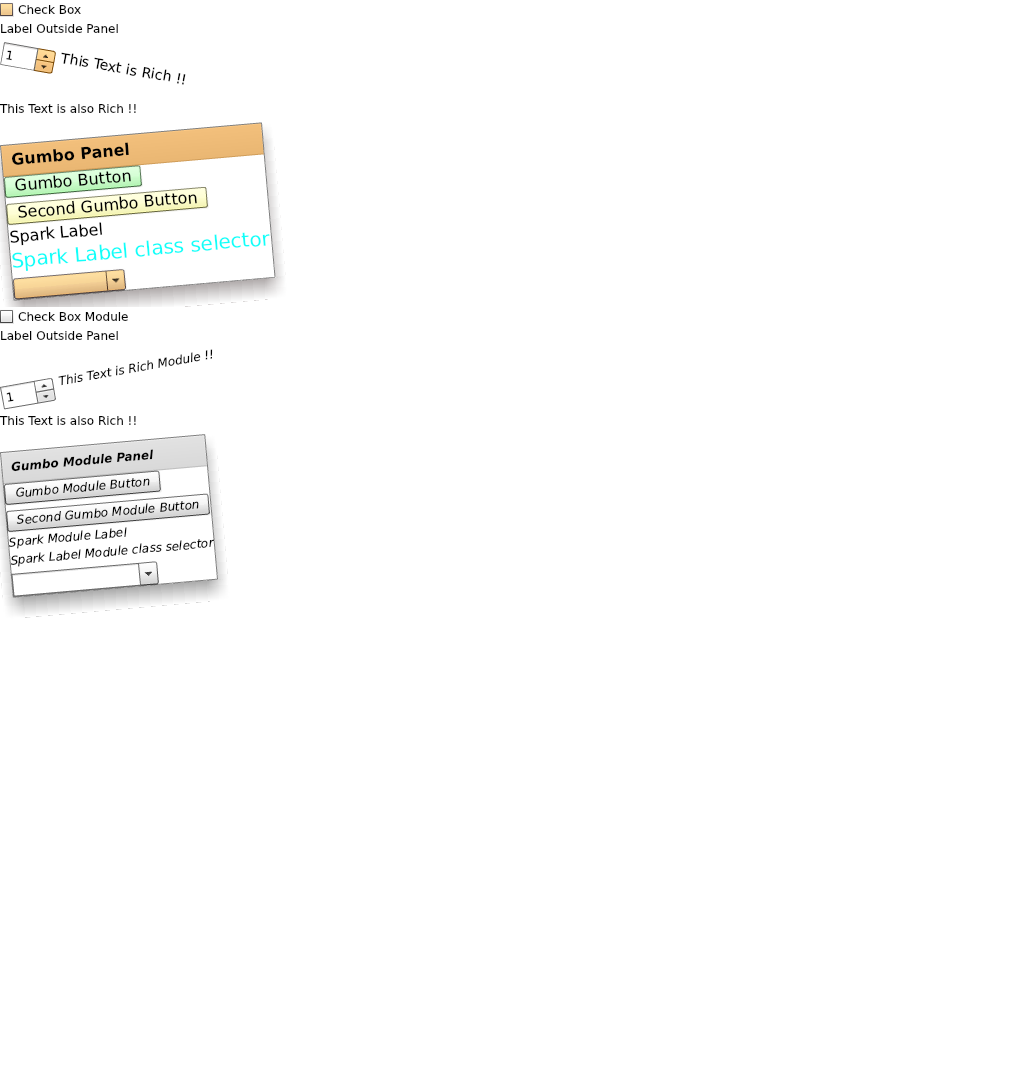 Check Box
Label Outside Panel
1 This Text is Rich !!
This Text is also Rich !!
Gumbo Panel
Gumbo Button
Second Gumbo Button
Spark Label
Spark Label class selector
Check Box Module
Label Outside Panel
1 This Text is Rich Module !!
This Text is also Rich !!
Gumbo Module Panel
Gumbo Module Button
Second Gumbo Module Button
Spark Module Label
Spark Label Module class selector